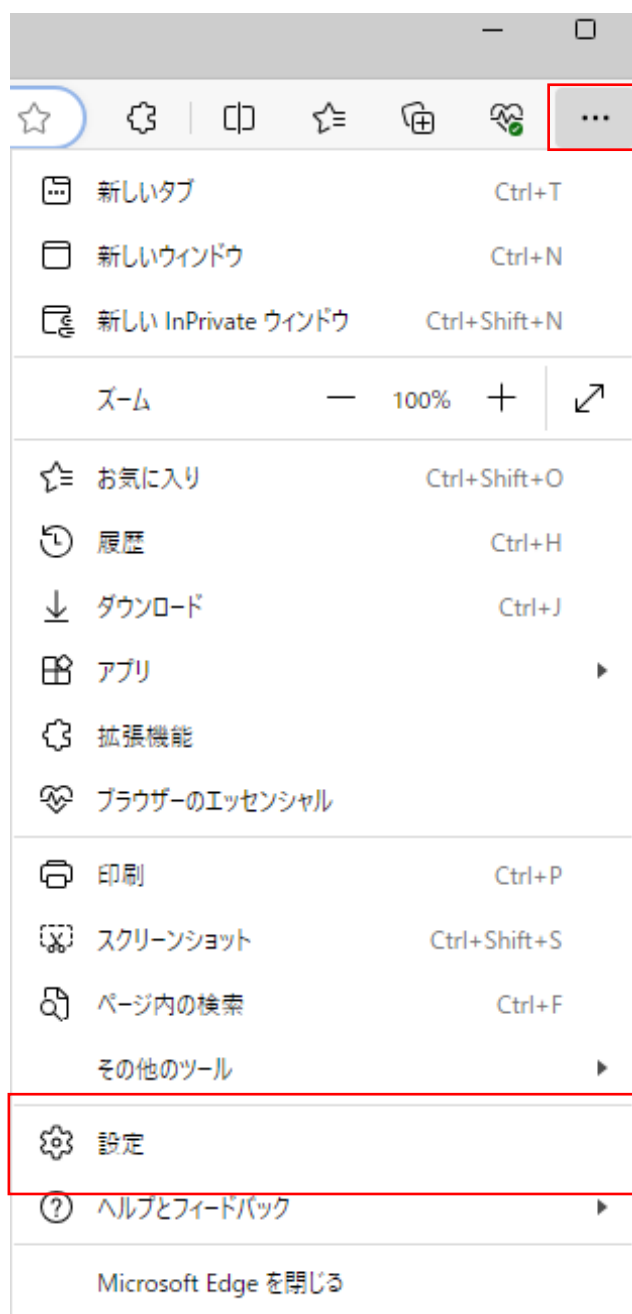 新しいタブ Ctrl+T
新しいウィンドウ Ctrl+N
新しい InPrivate ウィンドウ Ctrl+Shift+N
ズーム — 100% +
お気に入り Ctrl+Shift+O
履歴 Ctrl+H
ダウンロード Ctrl+J
アプリ
拡張機能
ブラウザーのエッセンシャル
印刷 Ctrl+P
スクリーンショット Ctrl+Shift+S
ページ内の検索 Ctrl+F
その他のツール
設定
ヘルプとフィードバック
Microsoft Edge を閉じる